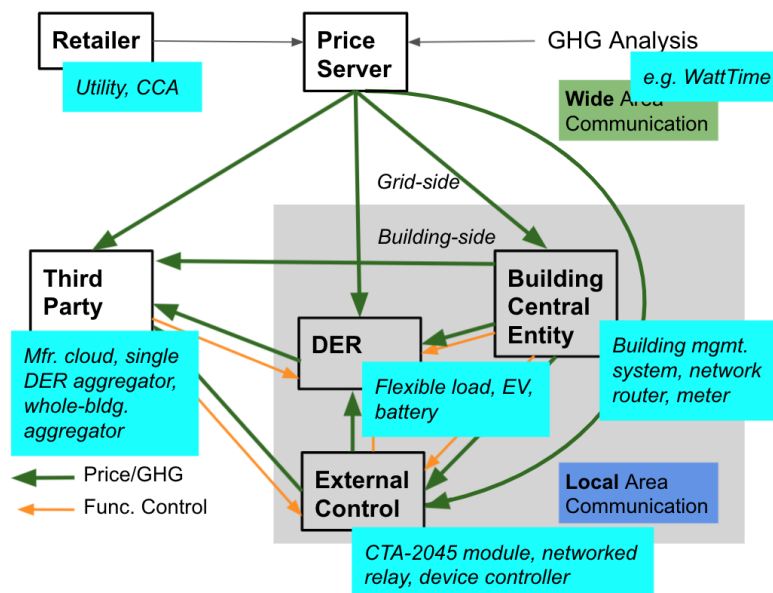 Retailer
Utility, CCA
Price
Server
GHG Analysis
e.g. WattTime
Wide Area
Communication
Grid-side
Building-side
Third
Party
Mfr. cloud, single
DER aggregator,
whole-bldg.
aggregator
DER
Flexible load, EV,
battery
Building
Central
Entity
Building mgmt.
system, network
router, meter
Price/GHG
Func. Control
External
Control
CTA-2045 module, networked
relay, device controller
Local Area
Communication